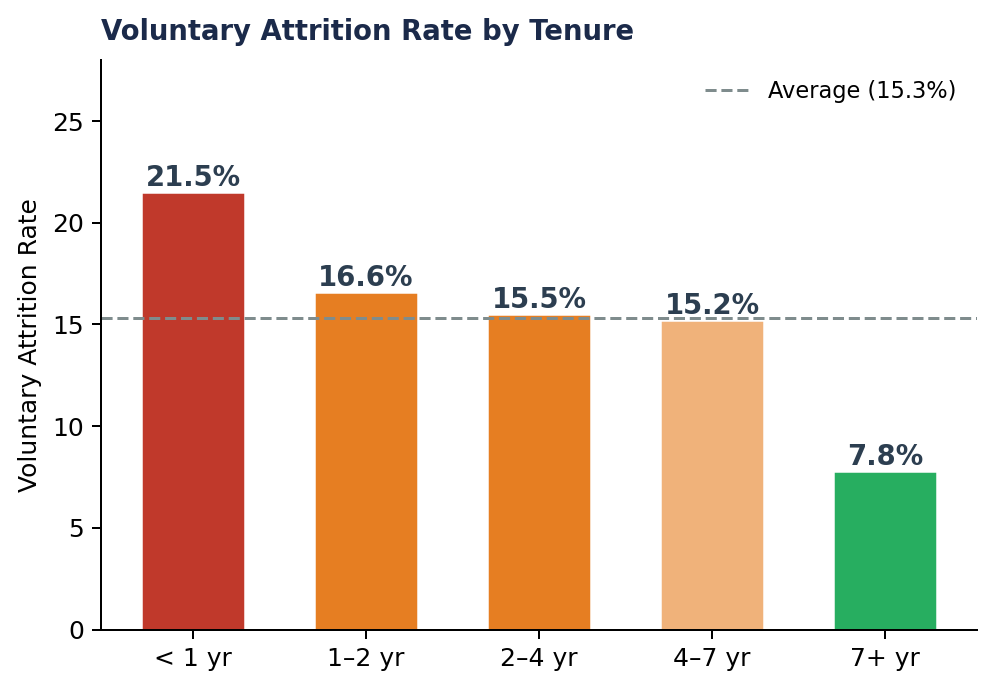 Voluntary Attrition Rate by Tenure
Average (15.3%)
Voluntary Attrition Rate
25
20
15
10
5
0
21.5%
16.6%
15.5%
15.2%
7.8%
< 1 yr
1–2 yr
2–4 yr
4–7 yr
7+ yr